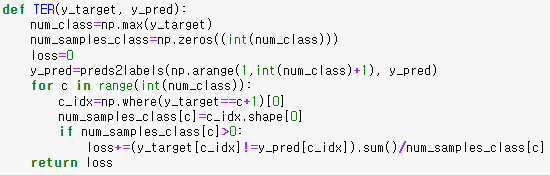 def TER(y_target, y_pred):
    num_class=np.max(y_target)
    num_samples_class=np.zeros((int(num_class)))
    loss=0
    y_pred=preds2labels(np.arange(1,int(num_class)+1), y_pred)
    for c in range(int(num_class)):
        c_idx=np.where(y_target==c+1)[0]
        num_samples_class[c]=c_idx.shape[0]
        if num_samples_class[c]>0:
            loss+=(y_target[c_idx]!=y_pred[c_idx]).sum()/num_samples_class[c]
    return loss